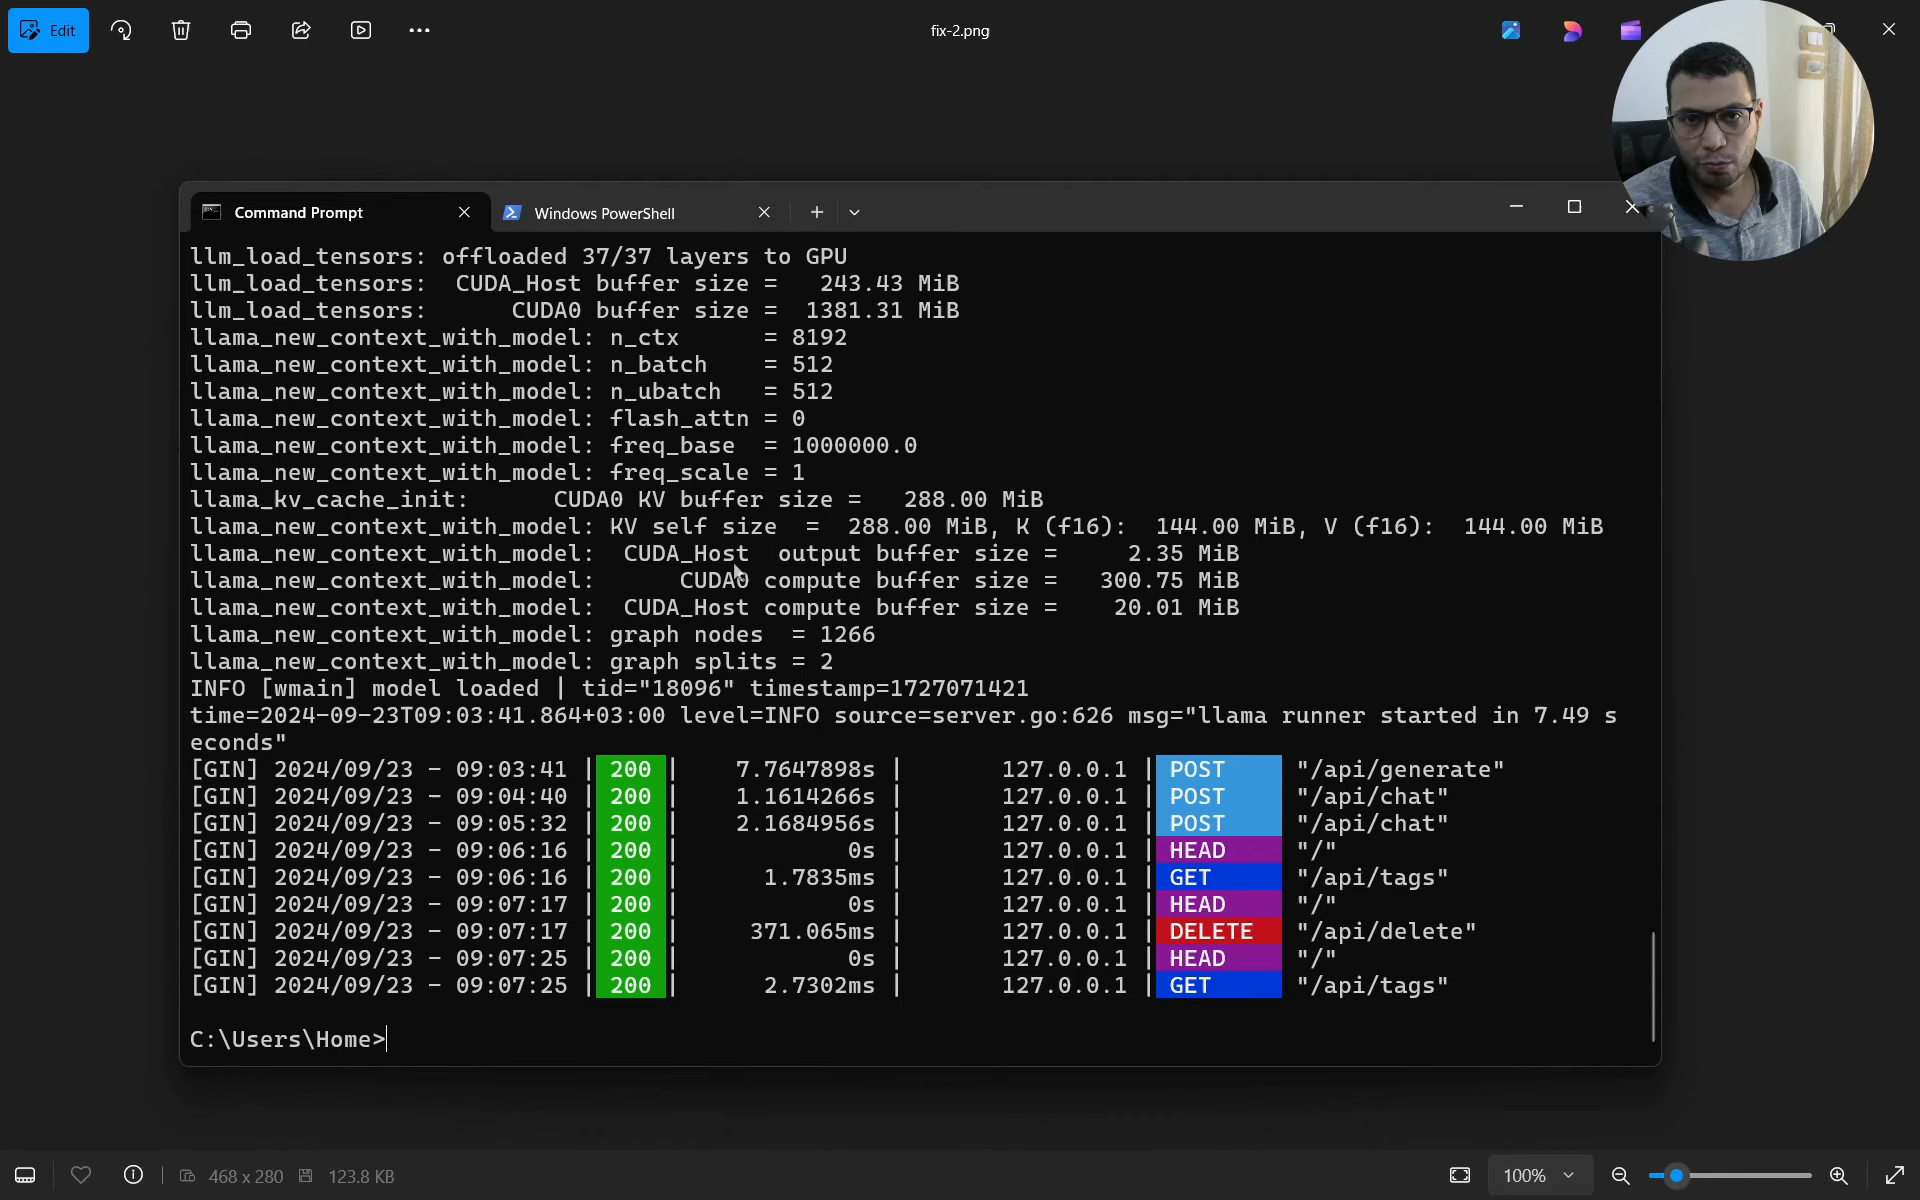 Edit
fix-2.png
Command Prompt
Windows PowerShell
llm_load_tensors: offloaded 37/37 layers to GPU
llm_load_tensors:  CUDA_Host buffer size =   243.43 MiB
llm_load_tensors:      CUDA0 buffer size =  1381.31 MiB
llama_new_context_with_model: n_ctx      = 8192
llama_new_context_with_model: n_batch    = 512
llama_new_context_with_model: n_ubatch   = 512
llama_new_context_with_model: flash_attn = 0
llama_new_context_with_model: freq_base  = 1000000.0
llama_new_context_with_model: freq_scale = 1
llama_kv_cache_init:      CUDA0 KV buffer size =   288.00 MiB
llama_new_context_with_model: KV self size  =  288.00 MiB, K (f16):  144.00 MiB, V (f16):  144.00 MiB
llama_new_context_with_model:  CUDA_Host  output buffer size =     2.35 MiB
llama_new_context_with_model:      CUDA0 compute buffer size =   300.75 MiB
llama_new_context_with_model:  CUDA_Host compute buffer size =    20.01 MiB
llama_new_context_with_model: graph nodes  = 1266
llama_new_context_with_model: graph splits = 2
INFO [wmain] model loaded | tid="18096" timestamp=1727071421
time=2024-09-23T09:03:41.864+03:00 level=INFO source=server.go:626 msg="llama runner started in 7.49 s
econds"
[GIN] 2024/09/23 - 09:03:41 | 200 |    7.7647898s |       127.0.0.1 | POST     "/api/generate"
[GIN] 2024/09/23 - 09:04:40 | 200 |    1.1614266s |       127.0.0.1 | POST     "/api/chat"
[GIN] 2024/09/23 - 09:05:32 | 200 |    2.1684956s |       127.0.0.1 | POST     "/api/chat"
[GIN] 2024/09/23 - 09:06:16 | 200 |            0s |       127.0.0.1 | HEAD     "/"
[GIN] 2024/09/23 - 09:06:16 | 200 |      1.7835ms |       127.0.0.1 | GET      "/api/tags"
[GIN] 2024/09/23 - 09:07:17 | 200 |            0s |       127.0.0.1 | HEAD     "/"
[GIN] 2024/09/23 - 09:07:17 | 200 |     371.065ms |       127.0.0.1 | DELETE   "/api/delete"
[GIN] 2024/09/23 - 09:07:25 | 200 |            0s |       127.0.0.1 | HEAD     "/"
[GIN] 2024/09/23 - 09:07:25 | 200 |      2.7302ms |       127.0.0.1 | GET      "/api/tags"
C:\Users\Home>
468 x 280
123.8 KB
100%